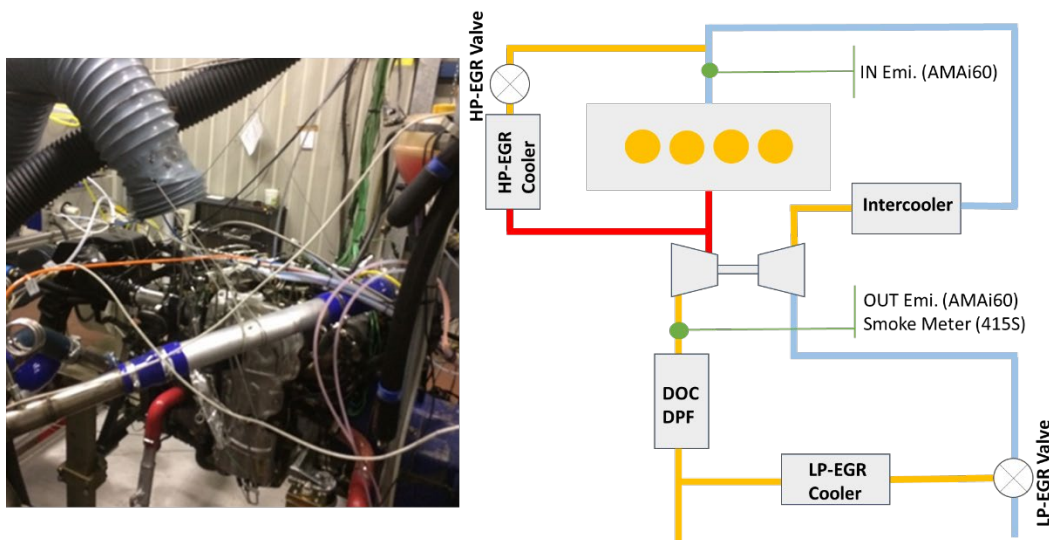 HP-EGR Valve
IN Emi. (AMAi60)
HP-EGR
Cooler
Intercooler
OUT Emi. (AMAi60)
Smoke Meter (415S)
DOC
DPF
LP-EGR
Cooler
LP-EGR Valve